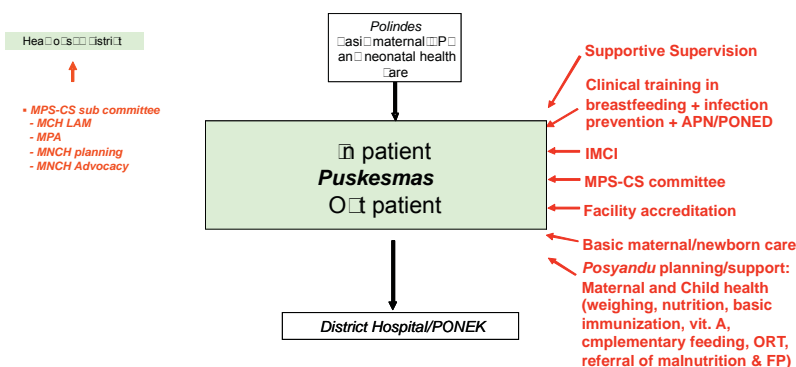 Polindes
maternal
neonatal health
MPS-CS sub committee
- MCH LAM
- MPA
- MNCH planning
- MNCH Advocacy
patient
Puskesmas
patient
District Hospital/PONEK
Supportive Supervision
Clinical training in
breastfeeding + infection
prevention + APN/PONED
IMCI
MPS-CS committee
Facility accreditation
Basic maternal/newborn care
Posyandu planning/support:
Maternal and Child health
(weighing, nutrition, basic
immunization, vit. A,
cmplementary feeding, ORT,
referral of malnutrition & FP)